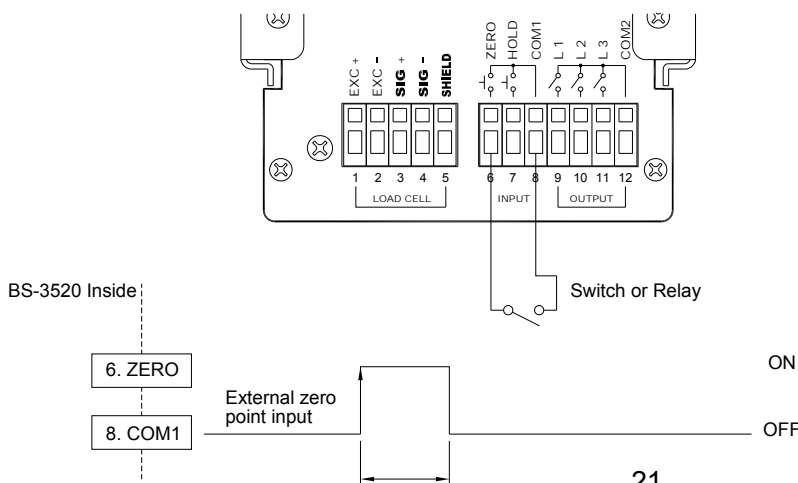 EXC +
EXC -
SIG +
SIG -
SHIELD
ZERO
HOLD
COM1
L 1
L 2
L 3
COM2
1 2 3 4 5 6 7 8 9 10 11 12
LOAD CELL INPUT OUTPUT
BS-3520 Inside
Switch or Relay
6. ZERO
ON
External zero
point input
8. COM1
OFF
21